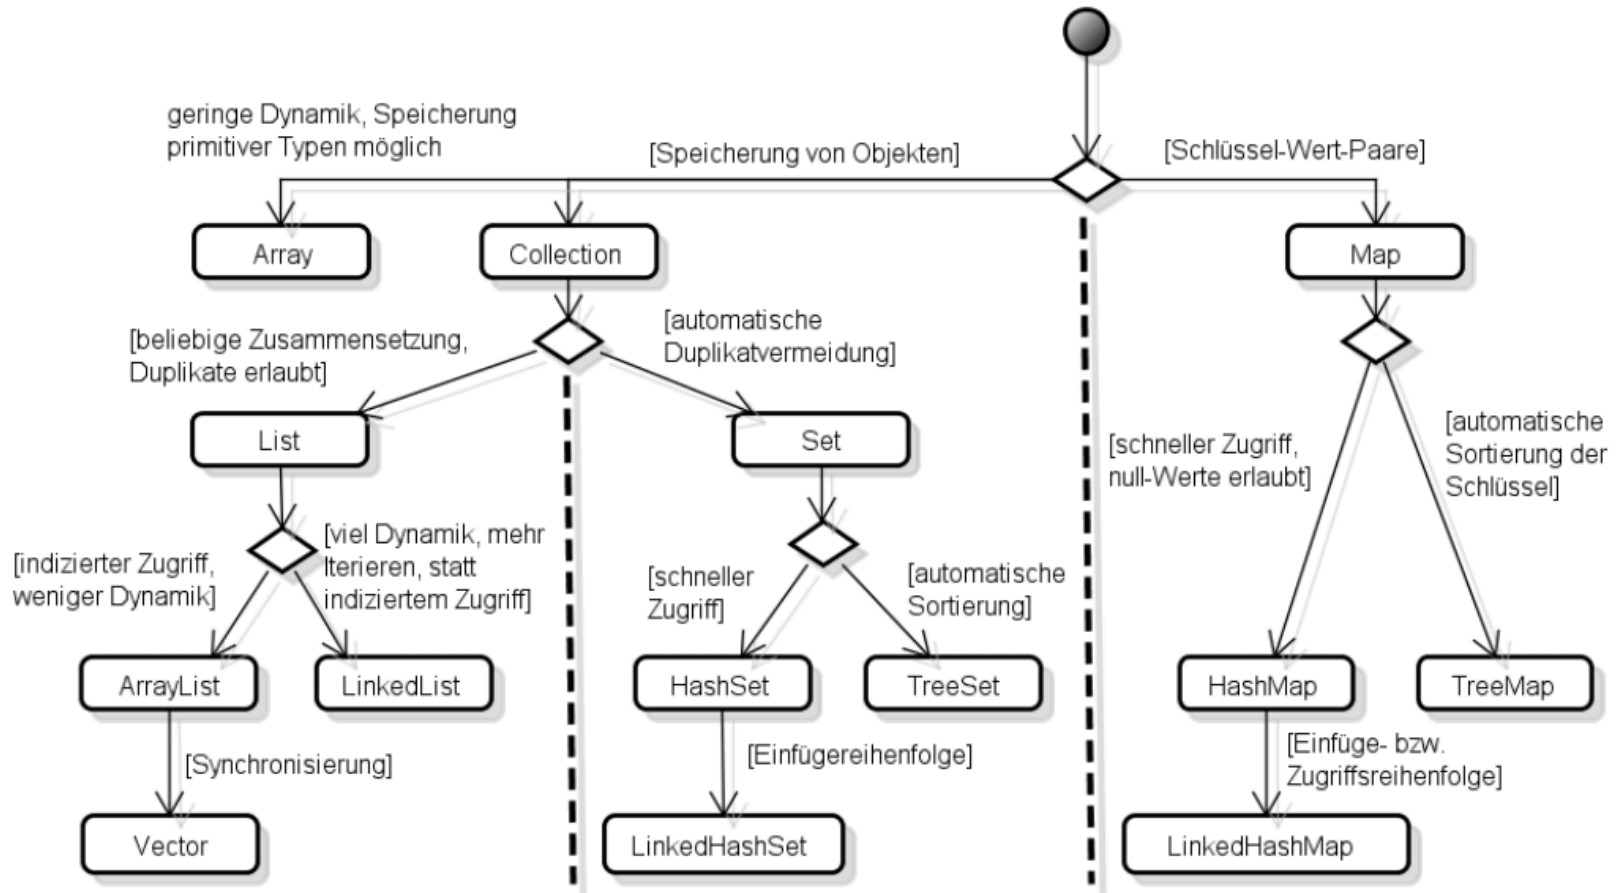 geringe Dynamik, Speicherung
primitiver Typen möglich
[Speicherung von Objekten]
[Schlüssel-Wert-Paare]
Array
Collection
Map
[beliebige Zusammensetzung,
Duplikate erlaubt]
[automatische
Duplikatvermeidung]
List
Set
[schneller Zugriff,
null-Werte erlaubt]
[automatische
Sortierung der
Schlüssel]
[indizierter Zugriff,
weniger Dynamik]
[viel Dynamik, mehr
Iterieren, statt
indiziertem Zugriff]
[schneller
Zugriff]
[automatische
Sortierung]
ArrayList
LinkedList
HashSet
TreeSet
HashMap
TreeMap
[Synchronisierung]
[Einfügereihenfolge]
[Einfüge- bzw.
Zugriffsreihenfolge]
Vector
LinkedHashSet
LinkedHashMap